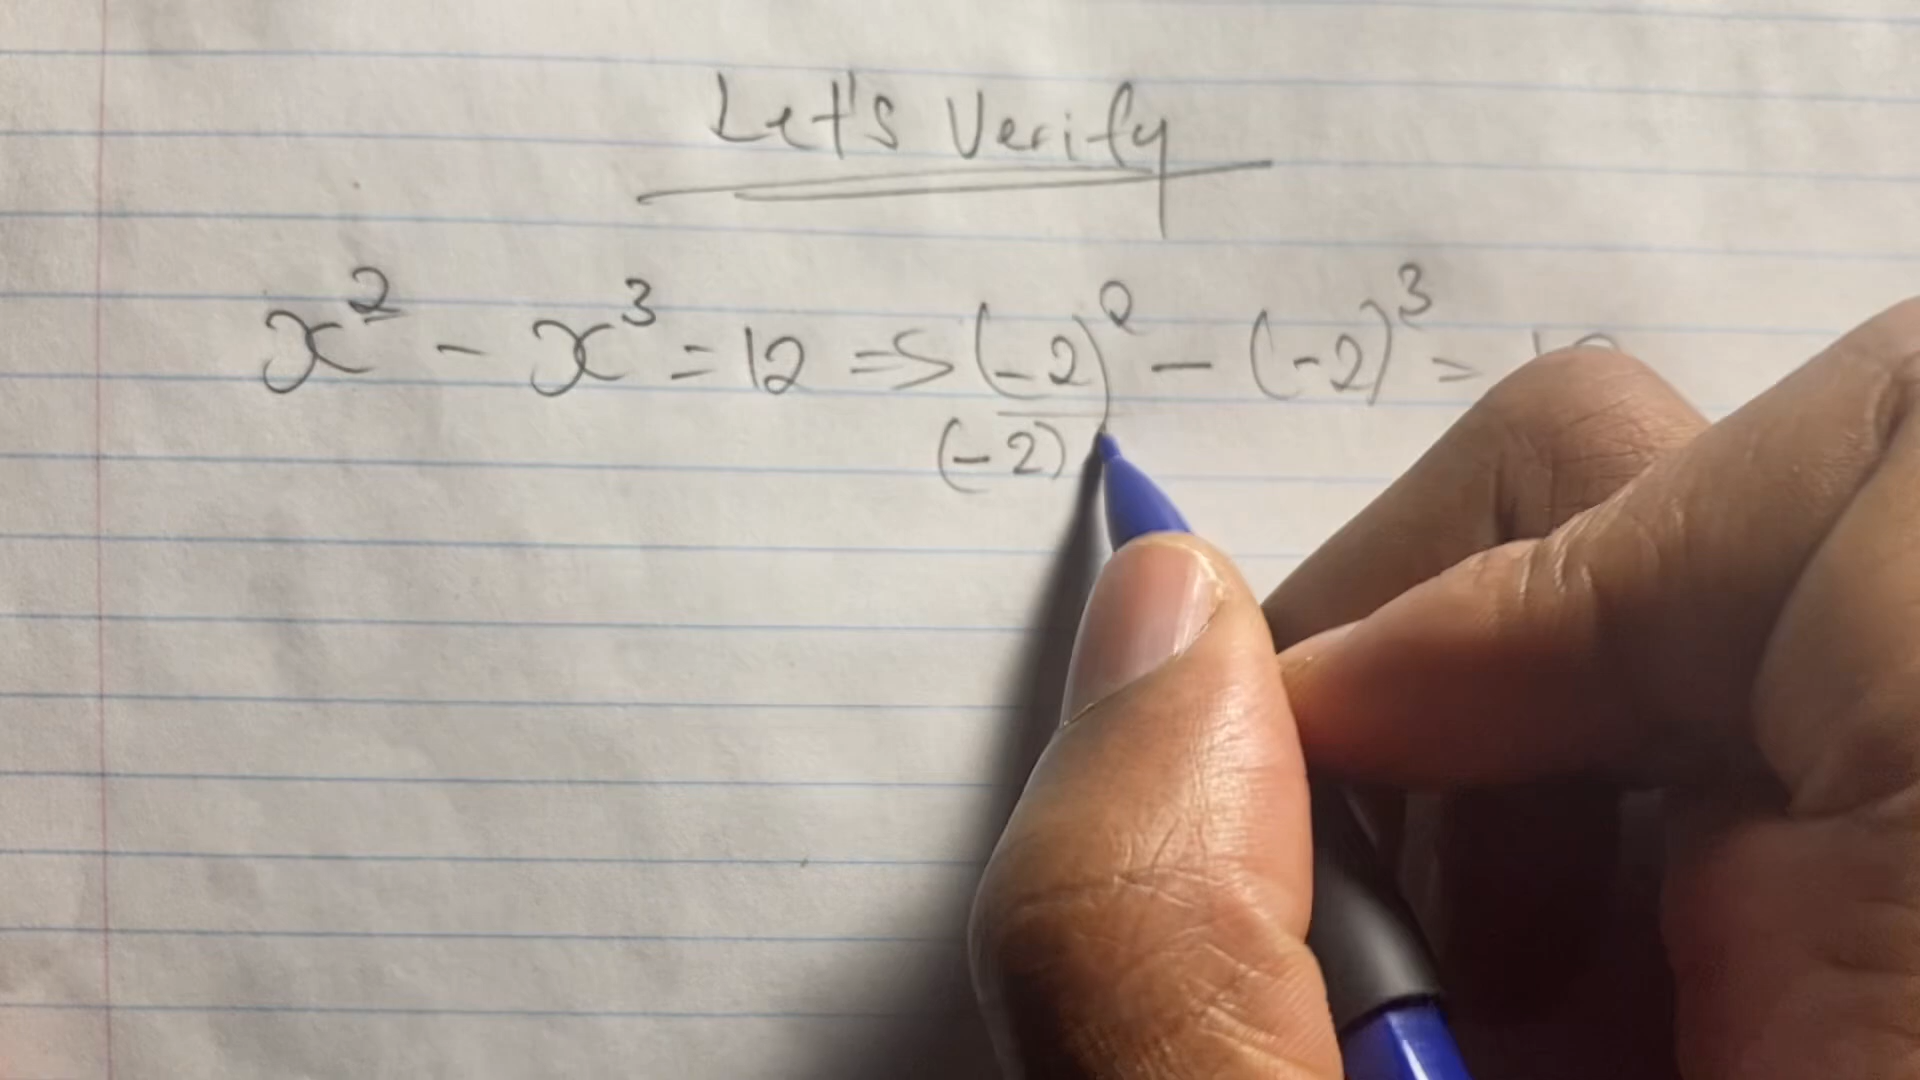 Let's Verify
x² - x³ = 12 => (-2)² - (-2)³ =
(-2)